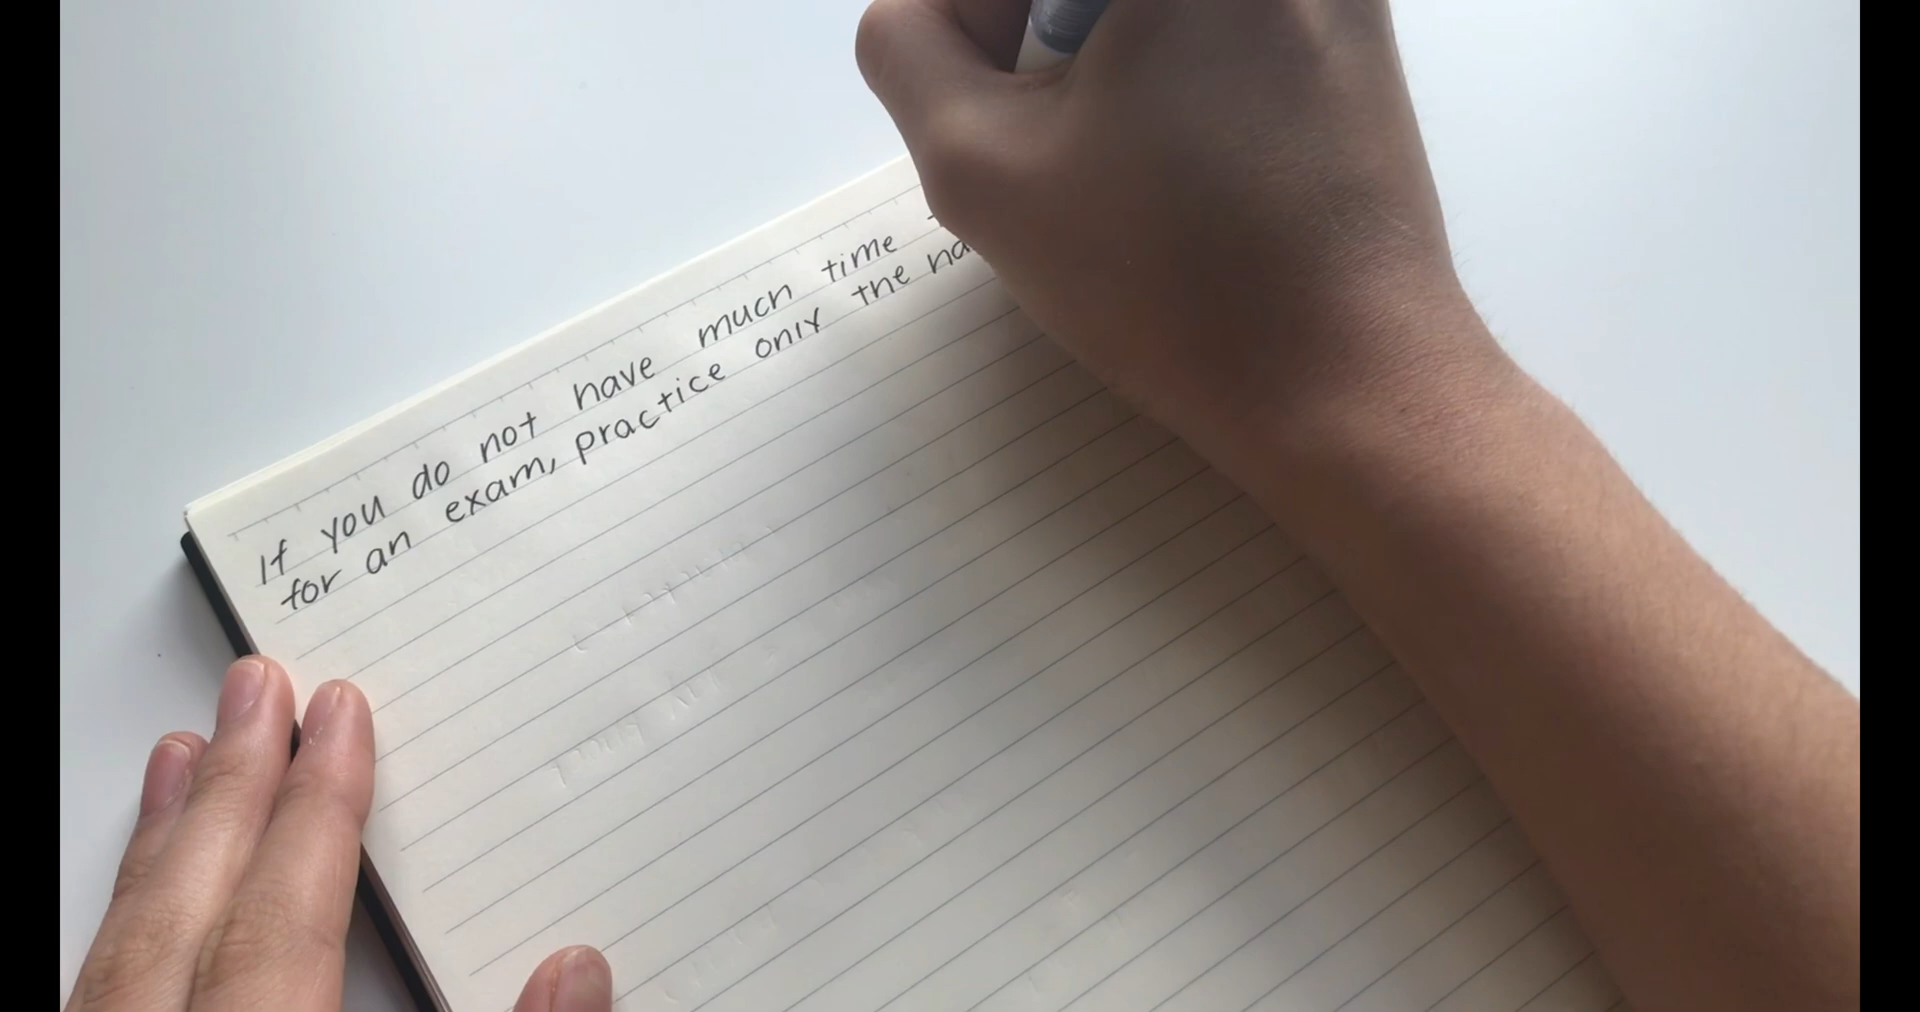 If you do not have much time
for an exam, practice only the